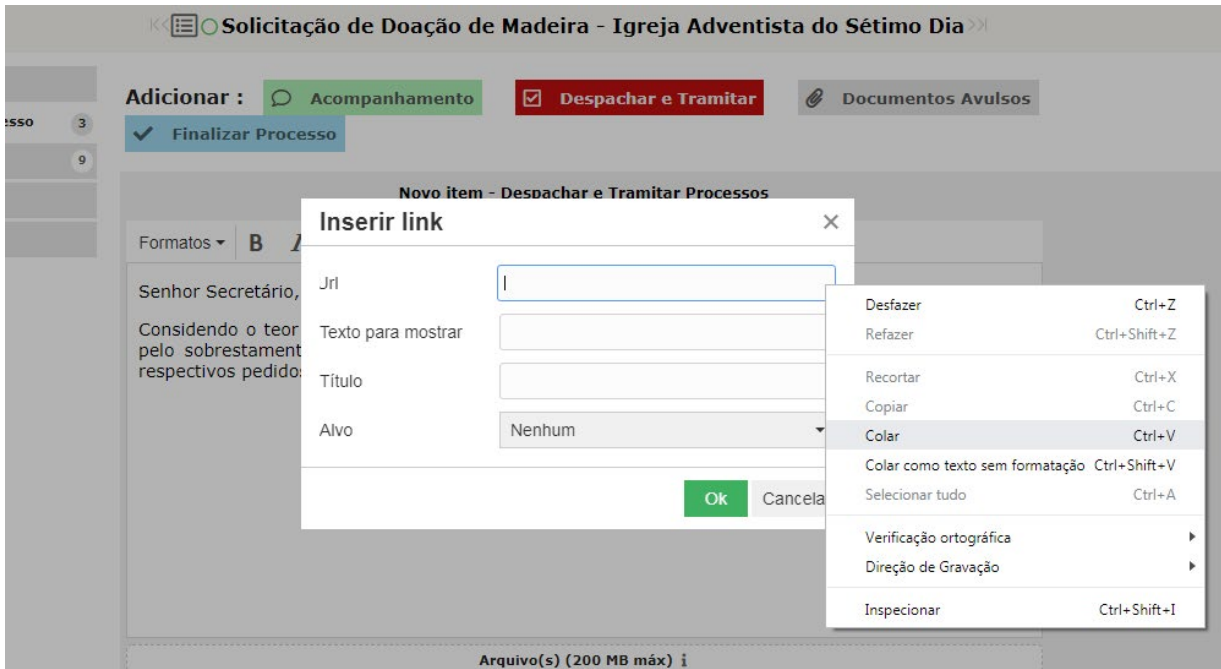 Solicitação de Doação de Madeira - Igreja Adventista do Sétimo Dia
Adicionar : Acompanhamento Despachar e Tramitar Documentos Avulsos
Finalizar Processo
esso 3
9
Novo item - Despachar e Tramitar Processos
Formatos B I
Senhor Secretário,
Considendo o teor
pelo sobrestament
respectivos pedidos
Inserir link
Url
Texto para mostrar
Título
Alvo Nenhum
Ok Cancela
Desfazer Ctrl+Z
Refazer Ctrl+Shift+Z
Recortar Ctrl+X
Copiar Ctrl+C
Colar Ctrl+V
Colar como texto sem formatação Ctrl+Shift+V
Selecionar tudo Ctrl+A
Verificação ortográfica
Direção de Gravação
Inspecionar Ctrl+Shift+I
Arquivo(s) (200 MB máx) i